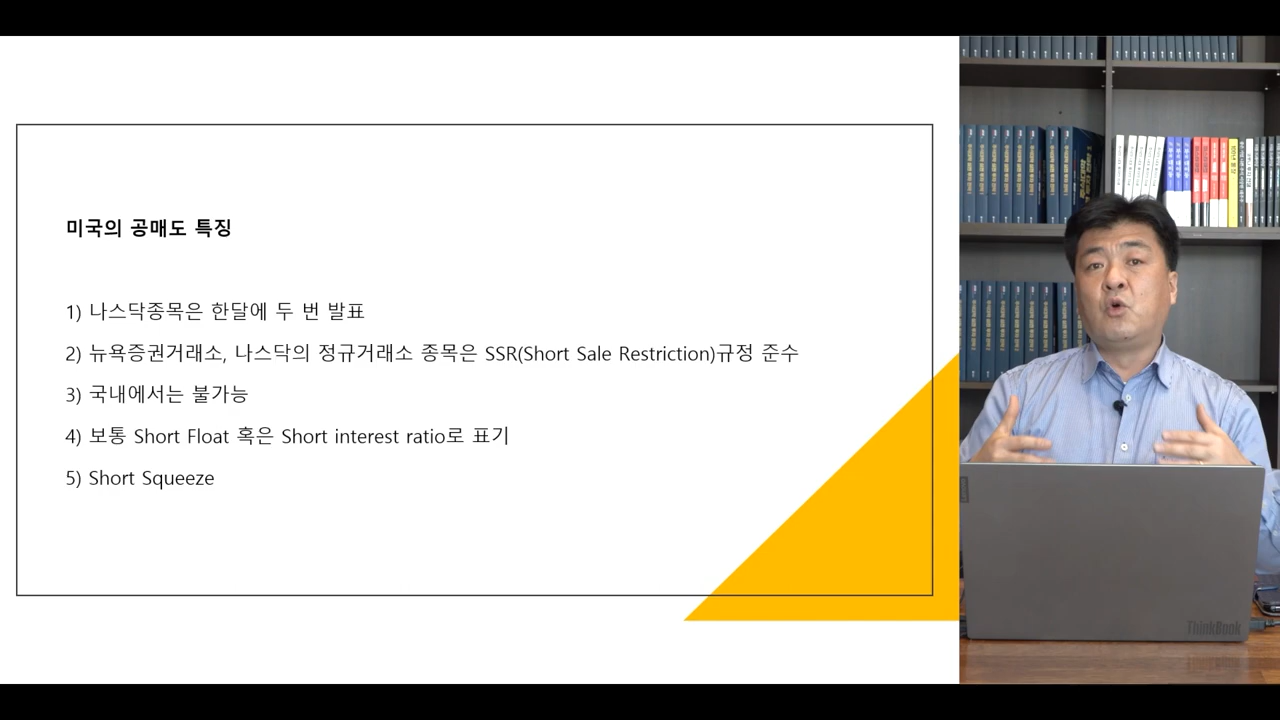 미국의 공매도 특징
1) 나스닥종목은 한달에 두 번 발표
2) 뉴욕증권거래소, 나스닥의 정규거래소 종목은 SSR(Short Sale Restriction)규정 준수
3) 국내에서는 불가능
4) 보통 Short Float 혹은 Short interest ratio로 표기
5) Short Squeeze
ThinkBook